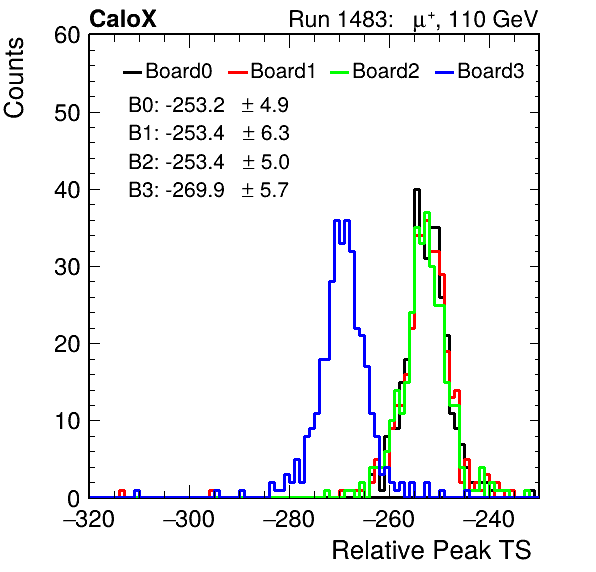 CaloX Run 1483: μ⁺, 110 GeV
Counts
60
50
40
30
20
10
0
Board0 Board1 Board2 Board3
B0: -253.2 ± 4.9
B1: -253.4 ± 6.3
B2: -253.4 ± 5.0
B3: -269.9 ± 5.7
−320 −300 −280 −260 −240
Relative Peak TS